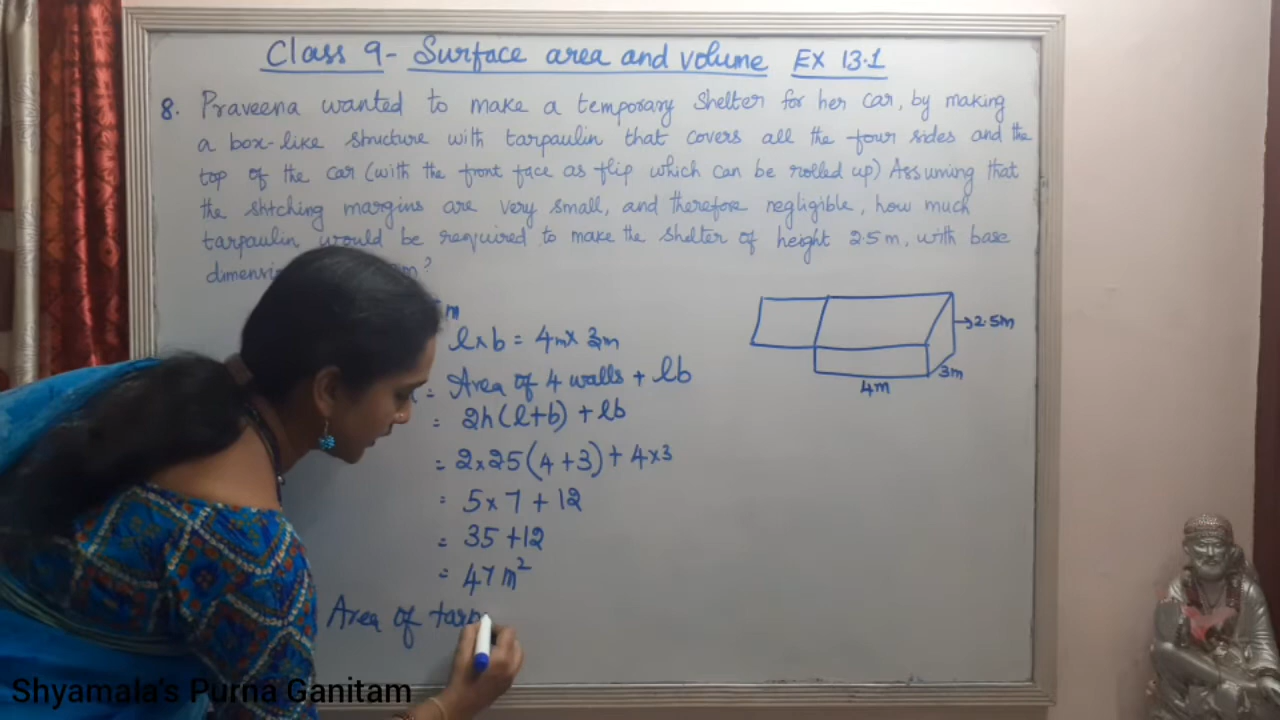 Class 9 - Surface area and volume Ex 13.1
8. Praveena wanted to make a temporary shelter for her car, by making
a box-like structure with tarpaulin that covers all the four sides and the
top of the car (with the front face as flip which can be rolled up) Assuming that
the stitching margins are very small, and therefore negligible, how much
tarpaulin would be required to make the shelter of height 2.5m, with base
m?
m
l×b = 4m× 3m
= Area of 4 walls + lb
= 2h(l+b) + lb
= 2×25(4+3) + 4×3
= 5×7 + 12
= 35 + 12
= 47 m²
Area of tarp
2.5m
3m
4m
Shyamala's Purna Ganitam